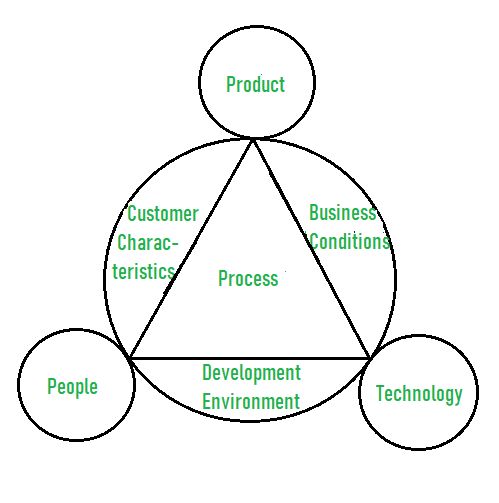 Product
Customer
Charac-
teristics
Business
Conditions
Process
Development
Environment
People
Technology